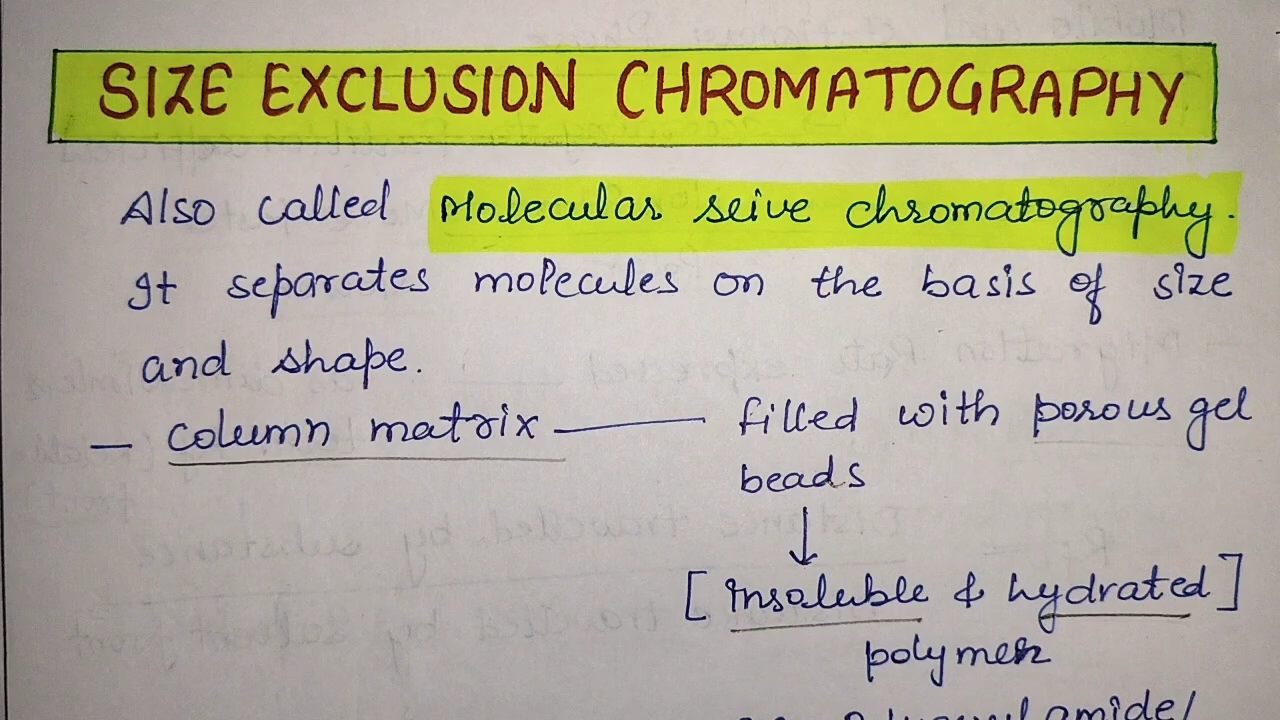 SIZE EXCLUSION CHROMATOGRAPHY
Also called Molecular seive chromatography.
It separates molecules on the basis of size
and shape.
— column matrix — filled with porous gel
beads
↓
[insoluble & hydrated]
polymer